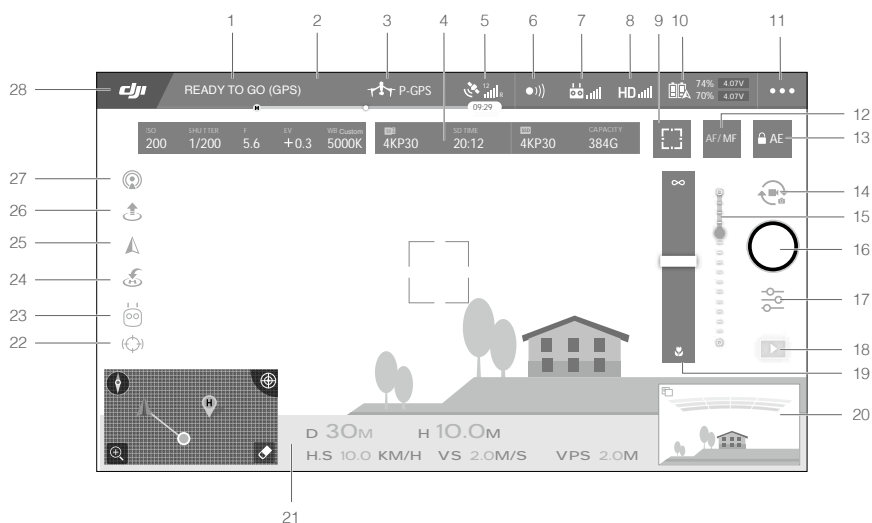 1 2 3 4 5 6 7 8 9 10 11
28 dji READY TO GO (GPS) P-GPS 12 R HD 74% 4.07V
70% 4.07V
H 09:29
12
ISO SHUTTER F EV WB Custom SD TIME CAPACITY
200 1/200 5.6 +0.3 5000K 4KP30 20:12 4KP30 384G AF/MF AE 13
27
26
25
24
23
22
14
15
16
17
18
19
20
H
D 30M H 10.0M
H.S 10.0 KM/H VS 2.0M/S VPS 2.0M
21